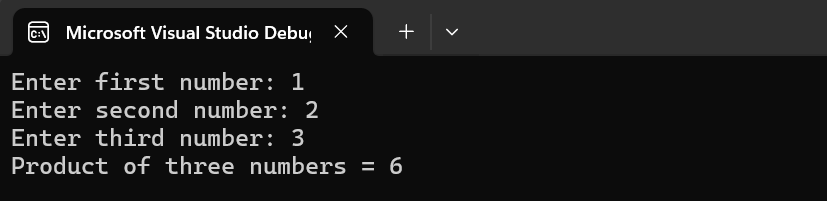 Microsoft Visual Studio Debu
Enter first number: 1
Enter second number: 2
Enter third number: 3
Product of three numbers = 6